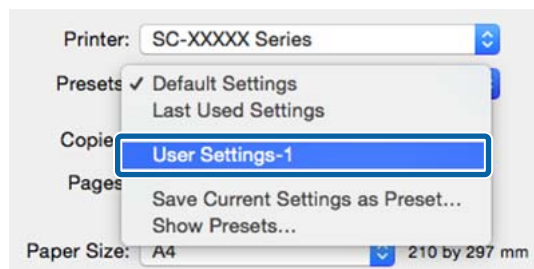 Printer: SC-XXXXX Series
Presets ✓ Default Settings
Last Used Settings
Copie
User Settings-1
Pages
Save Current Settings as Preset...
Show Presets...
Paper Size: A4 210 by 297 mm